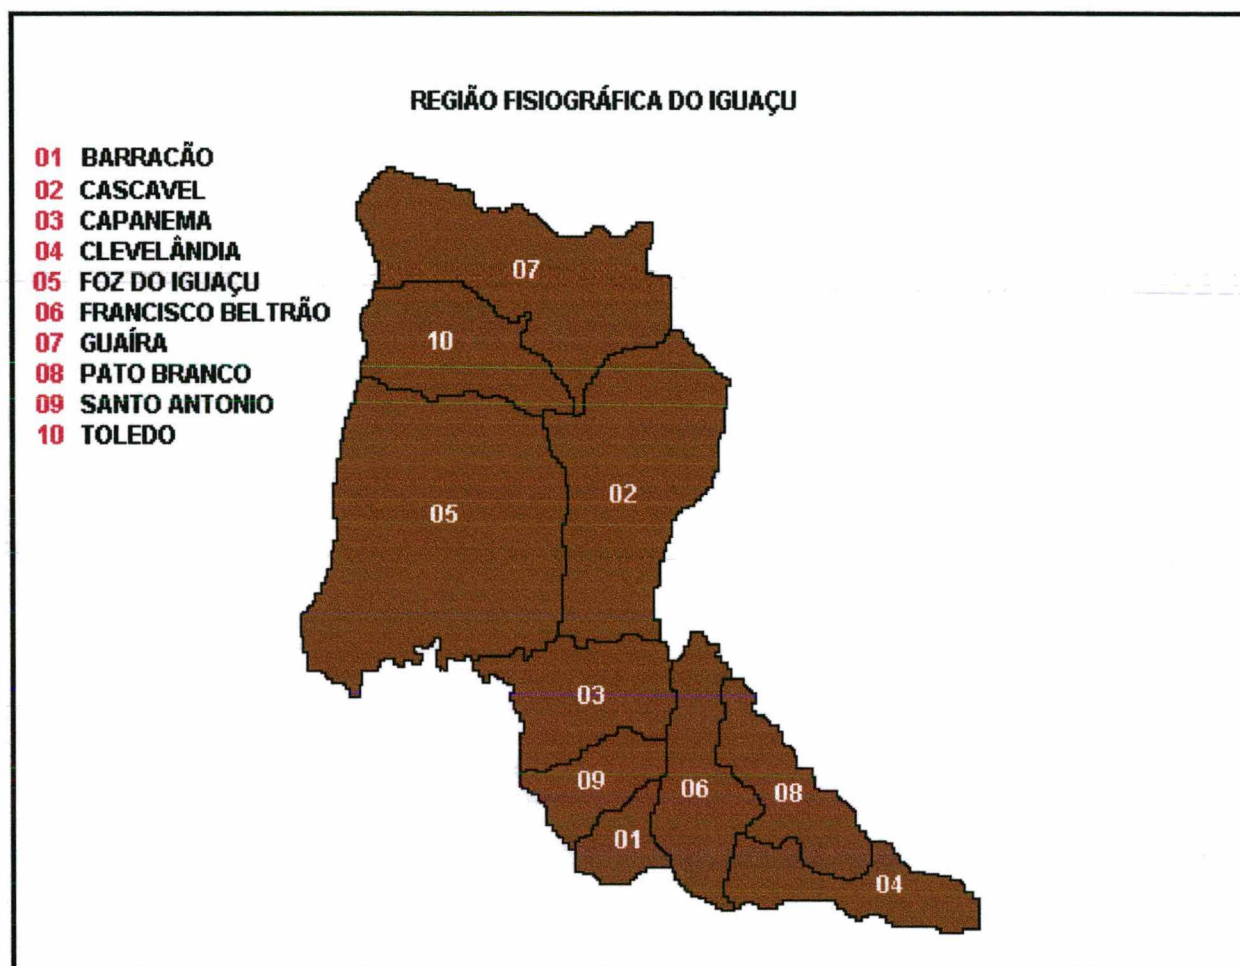 REGIÃO FISIOGRÁFICA DO IGUAÇU
01 BARRACÃO
02 CASCAVEL
03 CAPANEMA
04 CLEVELÂNDIA
05 FOZ DO IGUAÇU
06 FRANCISCO BELTRÃO
07 GUAÍRA
08 PATO BRANCO
09 SANTO ANTONIO
10 TOLEDO
07
10
02
05
03
09
06
08
01
04